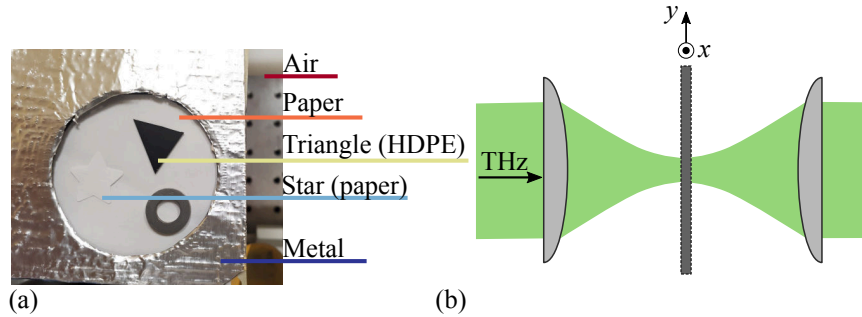 Air
Paper
Triangle (HDPE)
Star (paper)
Metal
(a)
y
x
THz
(b)